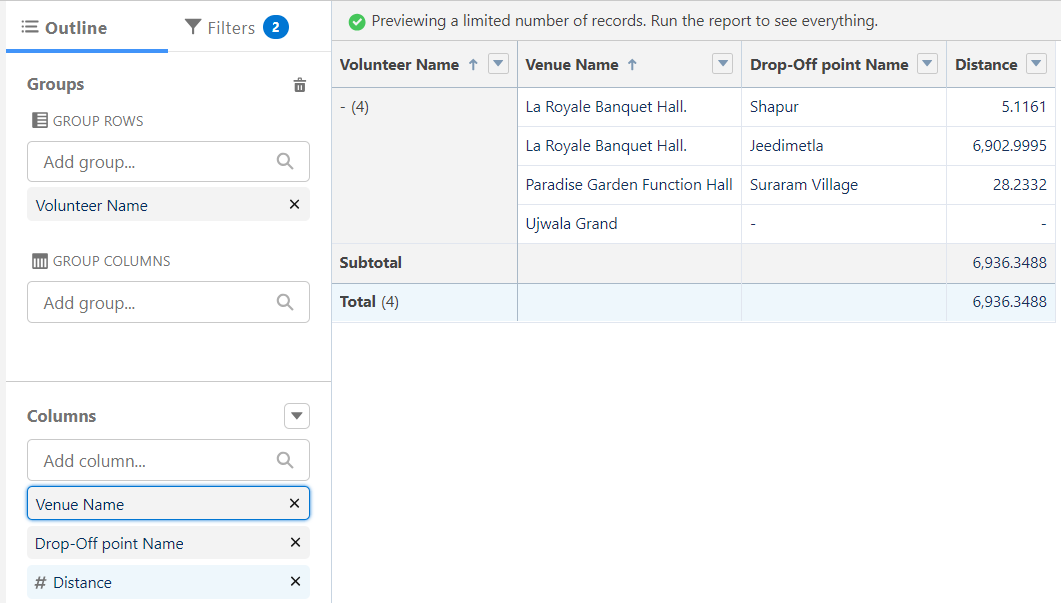 Outline
Filters 2
Groups
GROUP ROWS
Add group...
Volunteer Name
GROUP COLUMNS
Add group...
Columns
Add column...
Venue Name
Drop-Off point Name
# Distance
Previewing a limited number of records. Run the report to see everything.
Volunteer Name ↑ Venue Name ↑ Drop-Off point Name Distance
- (4) La Royale Banquet Hall. Shapur 5.1161
La Royale Banquet Hall. Jeedimetla 6,902.9995
Paradise Garden Function Hall Suraram Village 28.2332
Ujwala Grand - -
Subtotal 6,936.3488
Total (4) 6,936.3488